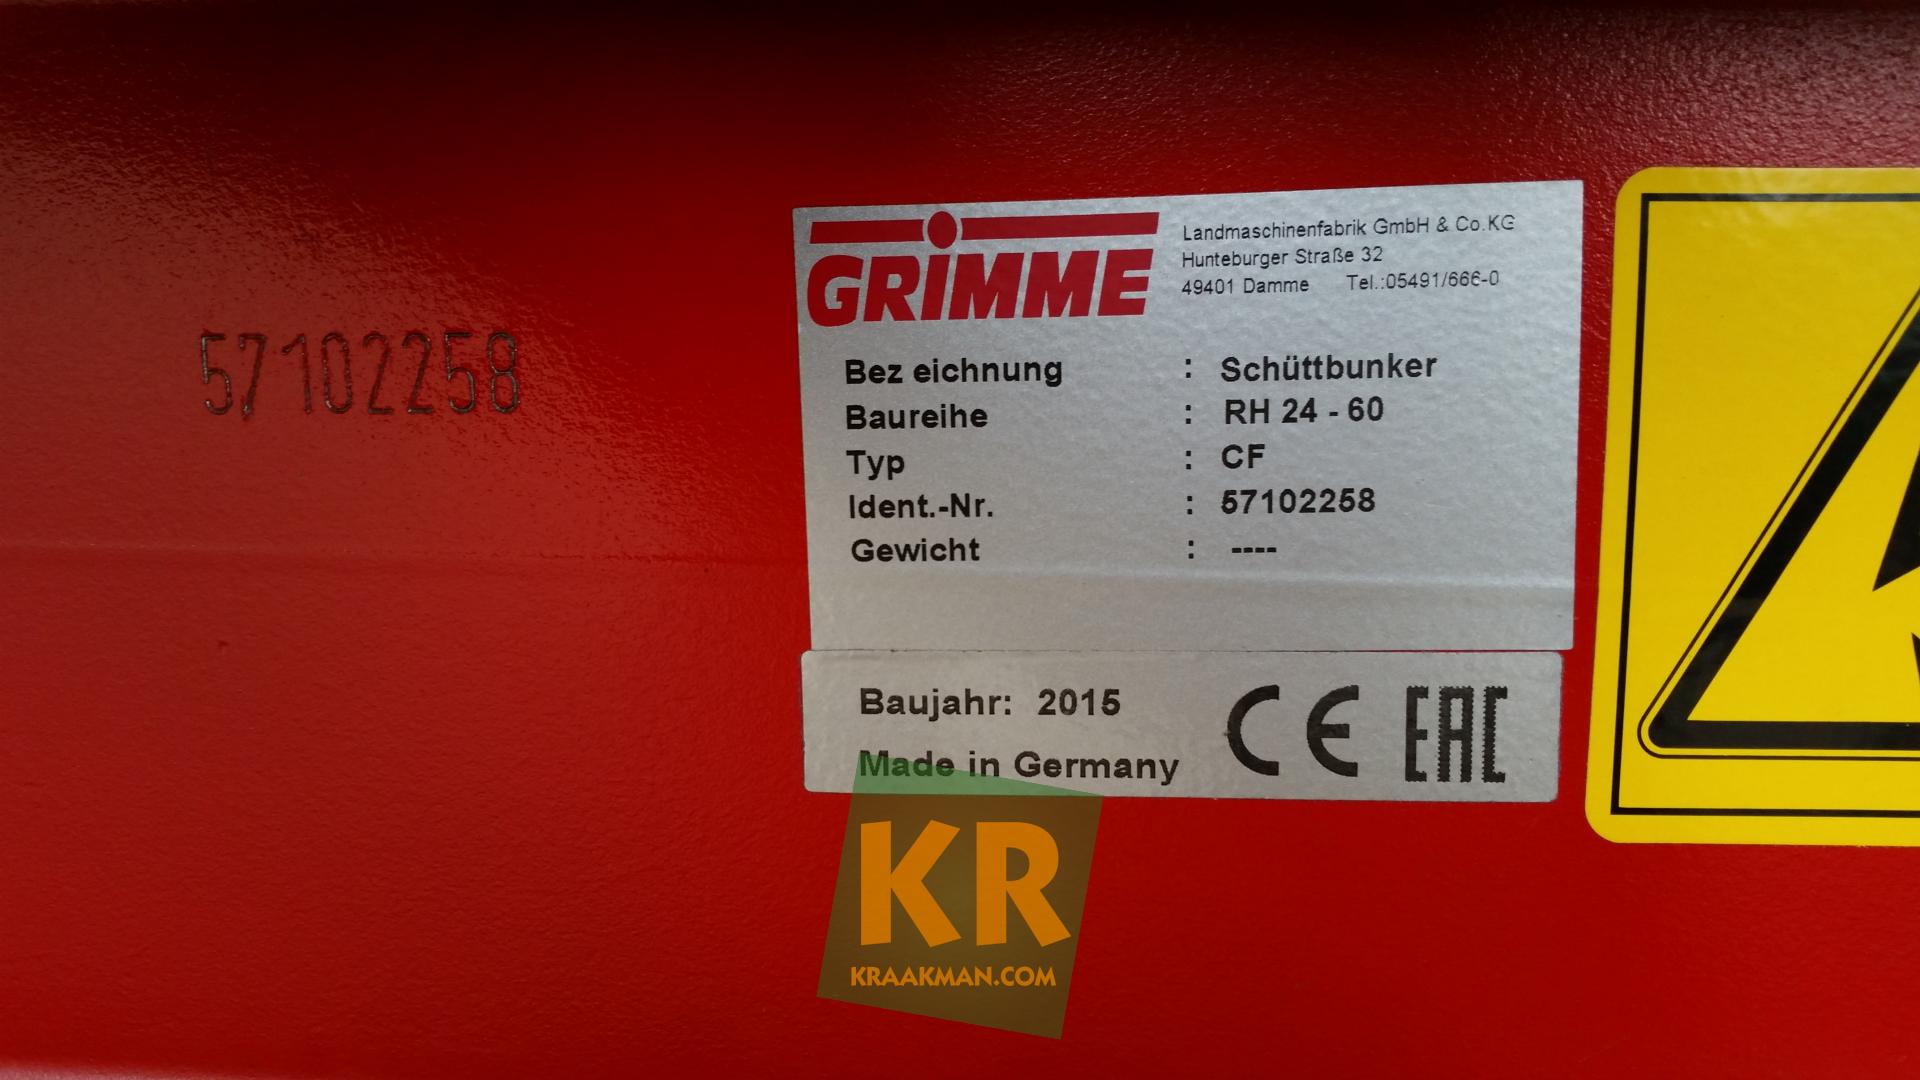 57102258
GRIMME
Landmaschinenfabrik GmbH & Co.KG
Hunteburger Straße 32
49401 Damme Tel.:05491/666-0
Bez eichnung : Schüttbunker
Baureihe : RH 24 - 60
Typ : CF
Ident.-Nr. : 57102258
Gewicht : ----
Baujahr: 2015
Made in Germany
CE EAC
KR
KRAAKMAN.COM